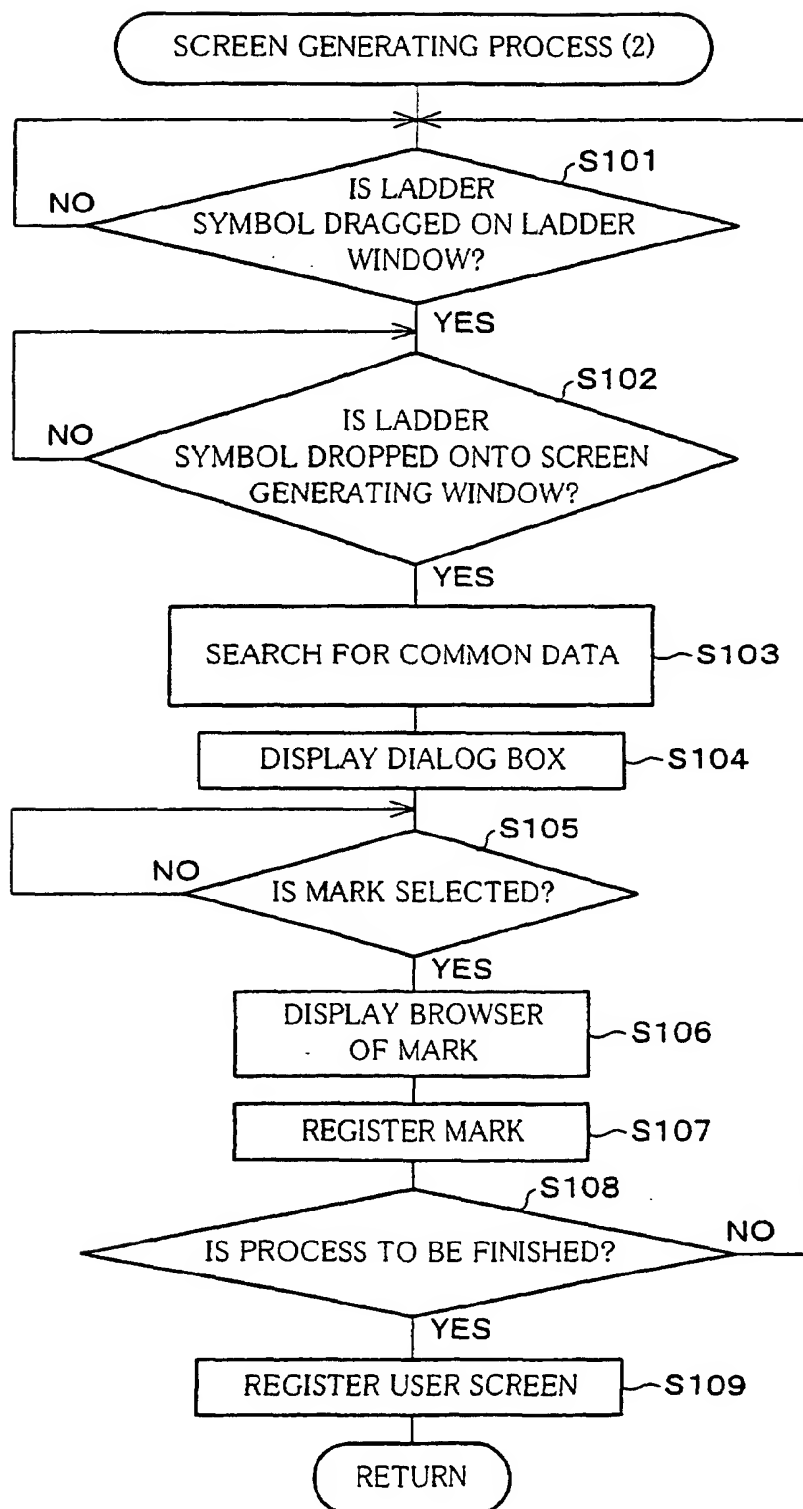 SCREEN GENERATING PROCESS (2)
S101
NO
IS LADDER
SYMBOL DRAGGED ON LADDER
WINDOW?
YES
S102
NO
IS LADDER
SYMBOL DROPPED ONTO SCREEN
GENERATING WINDOW?
YES
SEARCH FOR COMMON DATA
S103
DISPLAY DIALOG BOX
S104
S105
NO
IS MARK SELECTED?
YES
DISPLAY BROWSER
OF MARK
S106
REGISTER MARK
S107
S108
NO
IS PROCESS TO BE FINISHED?
YES
REGISTER USER SCREEN
S109
RETURN